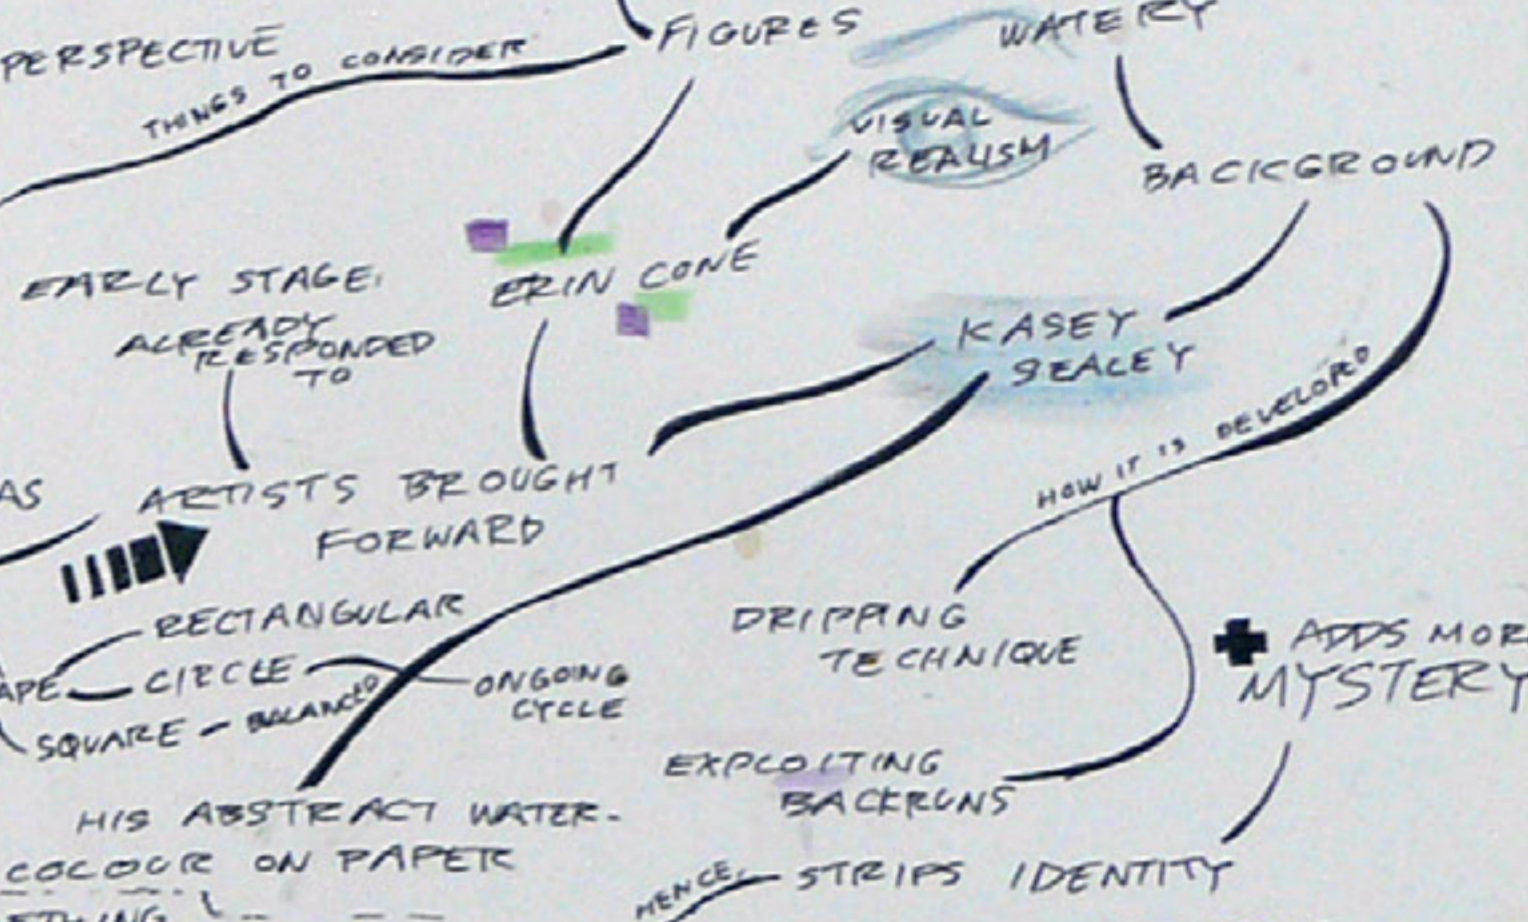 FIGURES
WATERY
PERSPECTIVE
THINGS TO CONSIDER
VISUAL
REALISM
BACKGROUND
EARLY STAGE.
ERIN CONE
ALREADY
RESPONDED
TO
KASEY
SEALEY
HOW IT IS DEVELOPED
AS
ARTISTS BROUGHT
FORWARD
RECTANGULAR
DRIPPING
TECHNIQUE
ADDS MOR
MYSTERY
APE
CIRCLE
ONGOING
CYCLE
SQUARE - BALANCED
EXPLOITING
BACKRUNS
HIS ABSTRACT WATER-
COLOUR ON PAPER
HENCE,
STRIPS IDENTITY